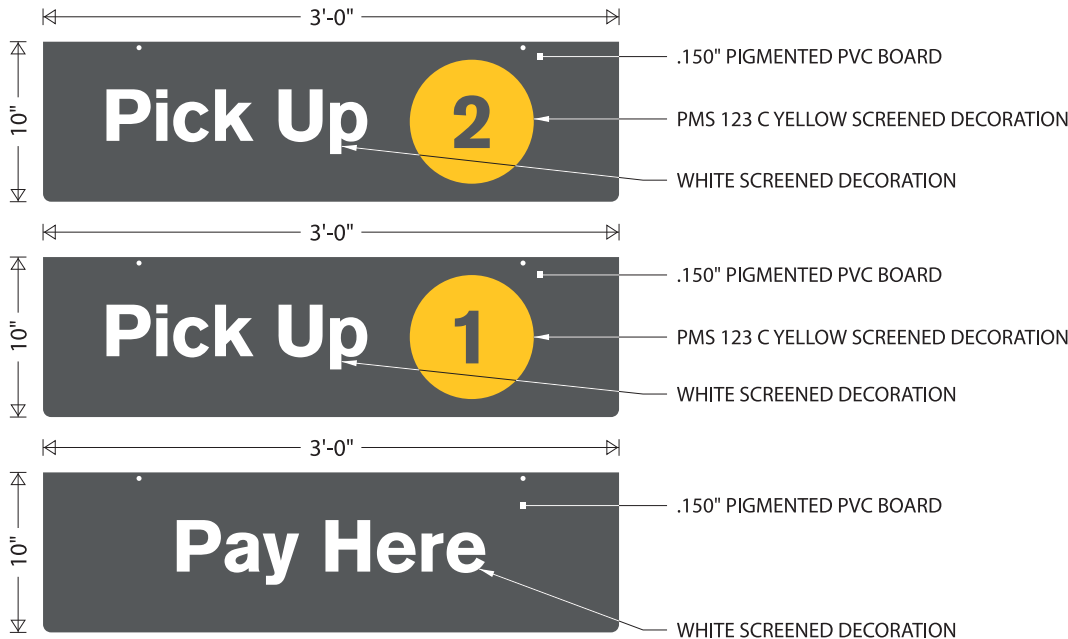 3'-0"
10"
Pick Up 2
.150" PIGMENTED PVC BOARD
PMS 123 C YELLOW SCREENED DECORATION
WHITE SCREENED DECORATION
3'-0"
10"
Pick Up 1
.150" PIGMENTED PVC BOARD
PMS 123 C YELLOW SCREENED DECORATION
WHITE SCREENED DECORATION
3'-0"
10"
Pay Here
.150" PIGMENTED PVC BOARD
WHITE SCREENED DECORATION